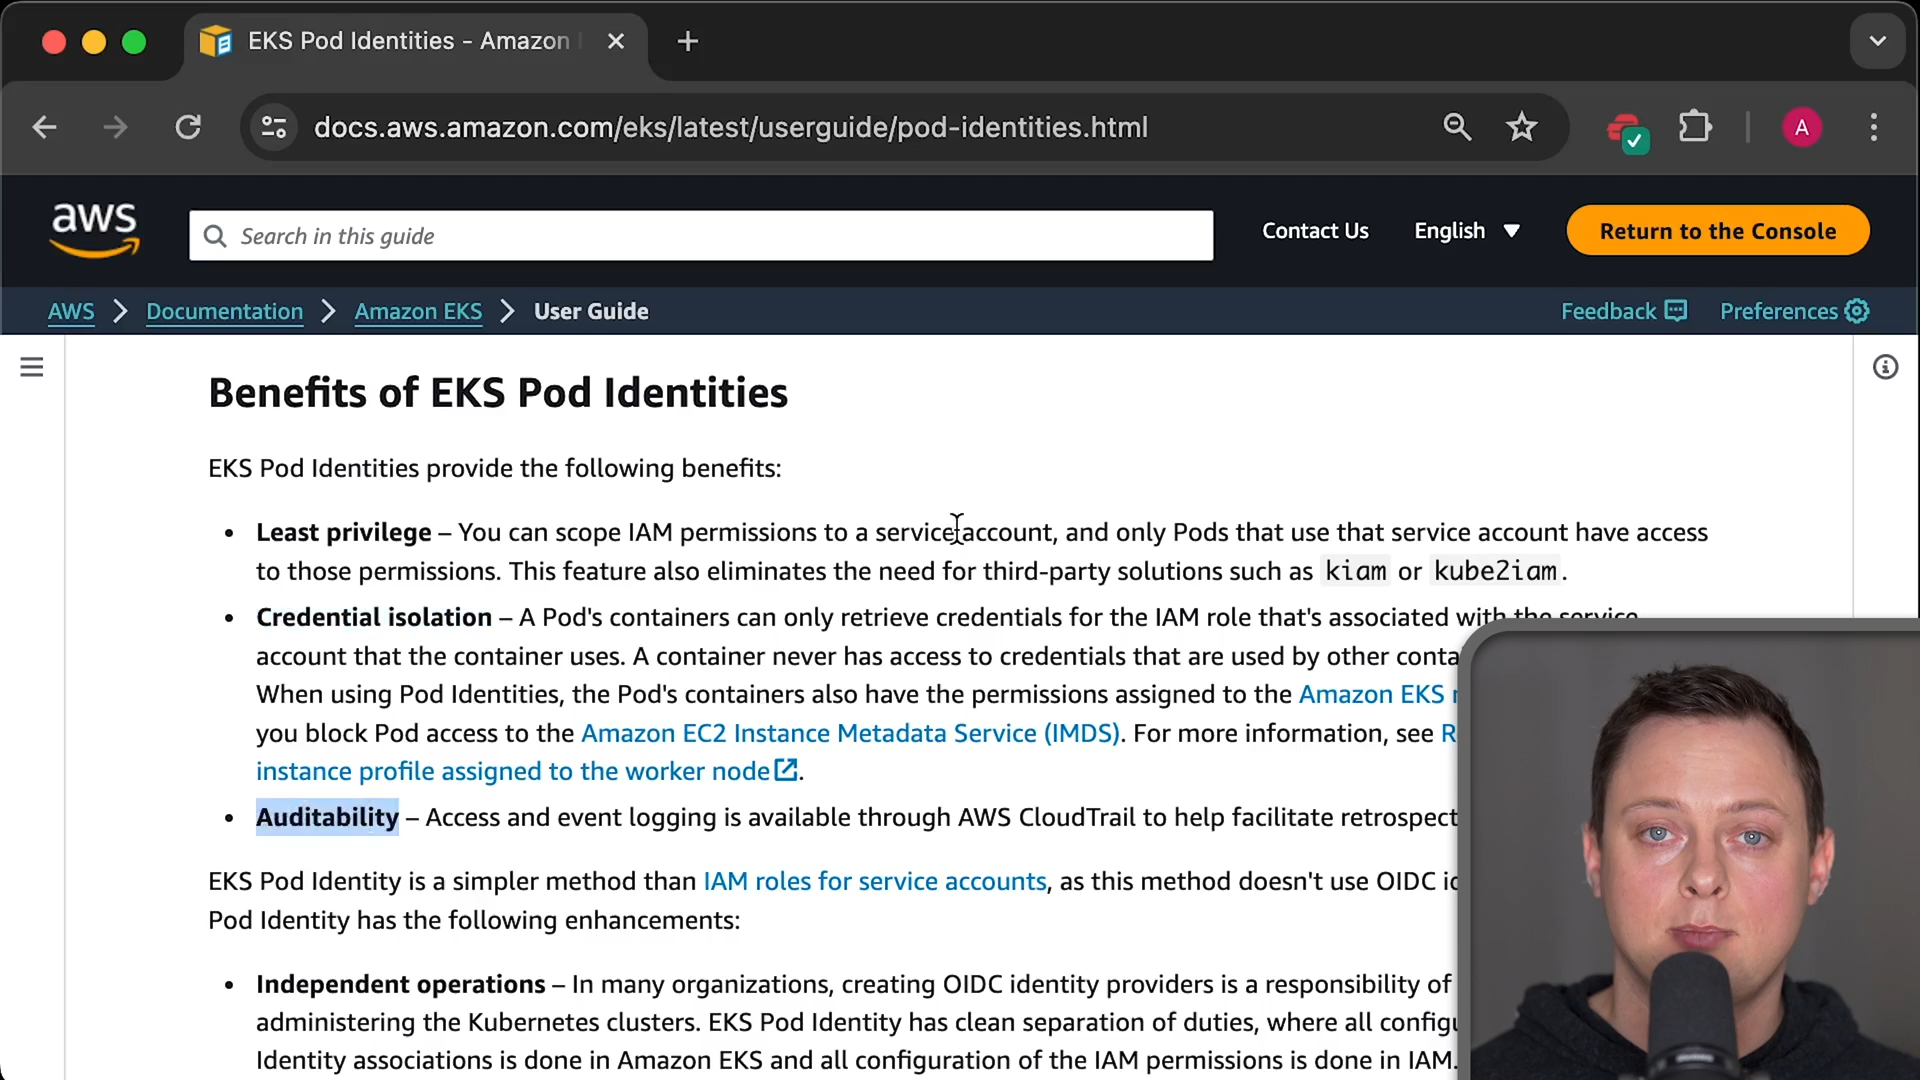 EKS Pod Identities - Amazon
docs.aws.amazon.com/eks/latest/userguide/pod-identities.html
A
aws
Search in this guide
Contact Us
English
Return to the Console
AWS
Documentation
Amazon EKS
User Guide
Feedback
Preferences
Benefits of EKS Pod Identities
EKS Pod Identities provide the following benefits:
• Least privilege – You can scope IAM permissions to a service account, and only Pods that use that service account have access
to those permissions. This feature also eliminates the need for third-party solutions such as kiam or kube2iam.
• Credential isolation – A Pod's containers can only retrieve credentials for the IAM role that's associated with the service
account that the container uses. A container never has access to credentials that are used by other
When using Pod Identities, the Pod's containers also have the permissions assigned to the Amazon EKS
you block Pod access to the Amazon EC2 Instance Metadata Service (IMDS). For more information, see
instance profile assigned to the worker node.
• Auditability – Access and event logging is available through AWS CloudTrail to help facilitate
EKS Pod Identity is a simpler method than IAM roles for service accounts, as this method doesn't use OIDC
Pod Identity has the following enhancements:
• Independent operations – In many organizations, creating OIDC identity providers is a responsibility of
administering the Kubernetes clusters. EKS Pod Identity has clean separation of duties, where all
Identity associations is done in Amazon EKS and all configuration of the IAM permissions is done in IAM.